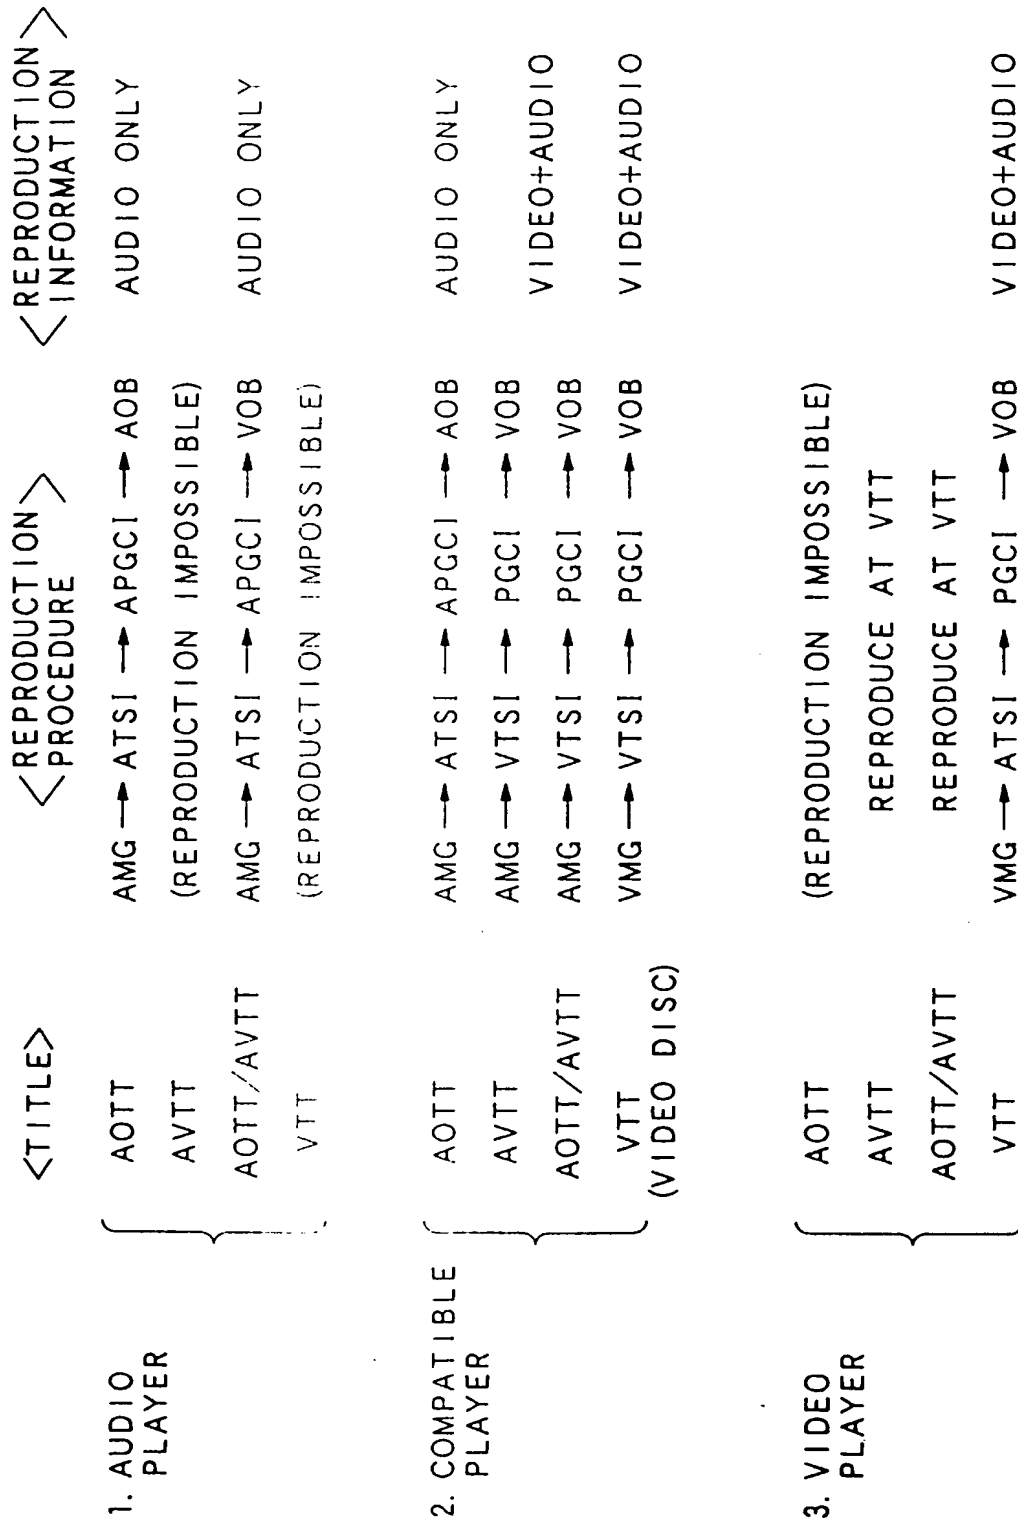 <TITLE> <REPRODUCTION PROCEDURE> <REPRODUCTION INFORMATION>
1. AUDIO PLAYER
AOTT AMG → ATSI → APGCI → AOB AUDIO ONLY
AVTT (REPRODUCTION IMPOSSIBLE)
AOTT/AVTT AMG → ATSI → APGCI → VOB AUDIO ONLY
VTT (REPRODUCTION IMPOSSIBLE)
2. COMPATIBLE PLAYER
AOTT AMG → ATSI → APGCI → AOB AUDIO ONLY
AVTT AMG → VTSI → PGCI → VOB
VIDEO+AUDIO
AOTT/AVTT AMG → VTSI → PGCI → VOB
VTT VMG → VTSI → PGCI → VOB VIDEO+AUDIO
(VIDEO DISC)
3. VIDEO PLAYER
AOTT (REPRODUCTION IMPOSSIBLE)
AVTT REPRODUCE AT VTT
AOTT/AVTT REPRODUCE AT VTT
VTT VMG → ATSI → PGCI → VOB VIDEO+AUDIO